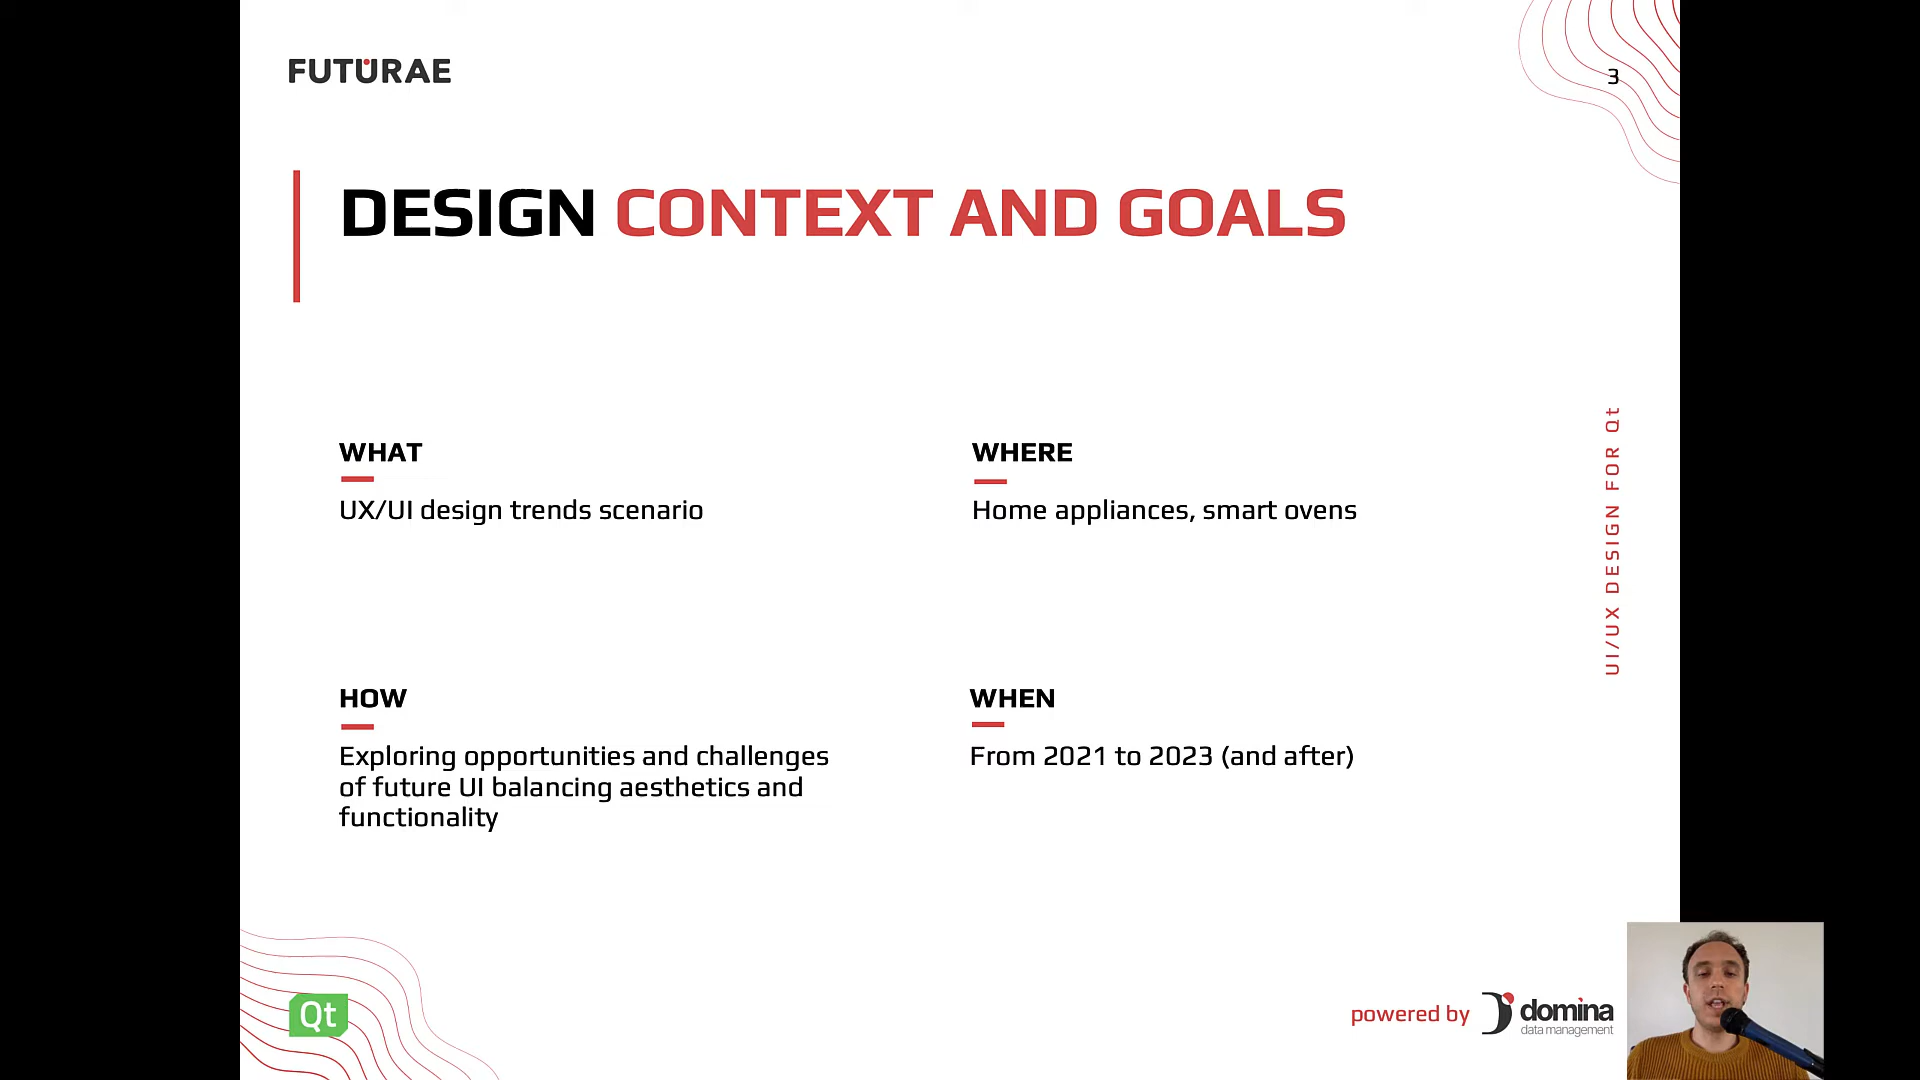 FUTURAE
3
DESIGN CONTEXT AND GOALS
WHAT
UX/UI design trends scenario
WHERE
Home appliances, smart ovens
UI/UX DESIGN FOR Qt
HOW
Exploring opportunities and challenges
of future UI balancing aesthetics and
functionality
WHEN
From 2021 to 2023 (and after)
Qt
powered by
domina
data management